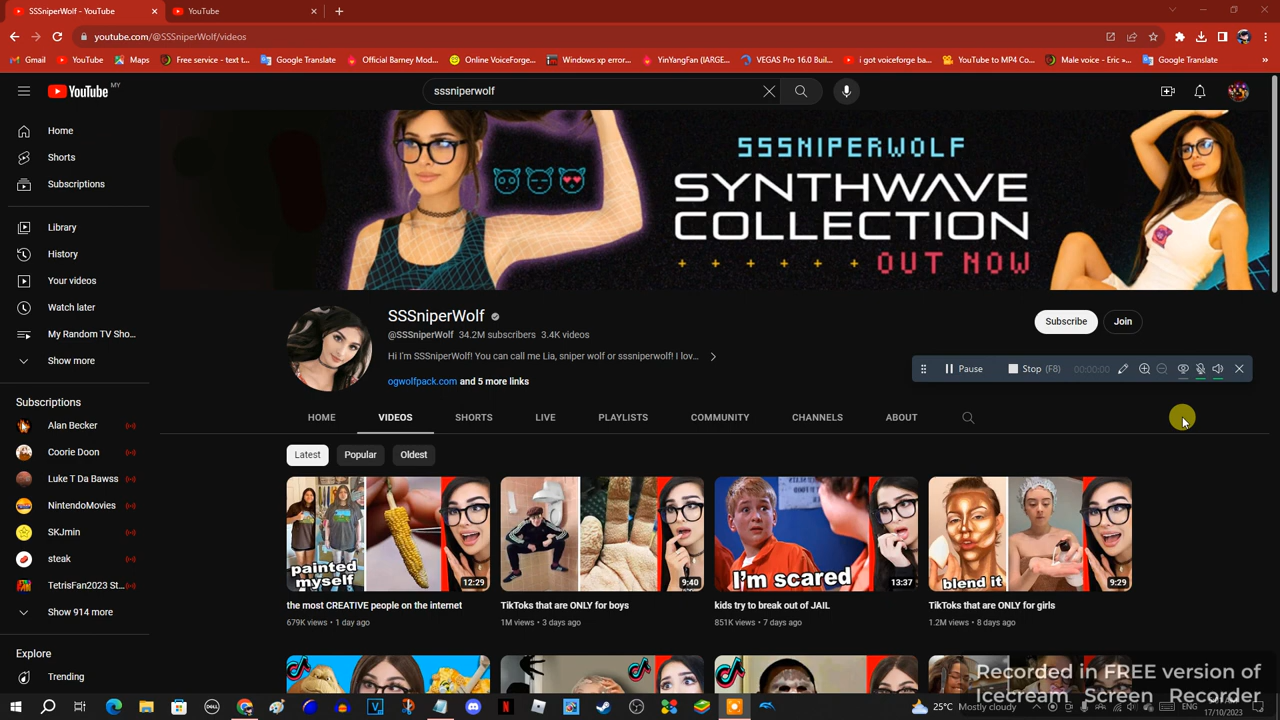 SSSniperWolf - YouTube
YouTube
youtube.com/@SSSniperWolf/videos
Gmail
YouTube
Maps
Free service - text t...
Google Translate
Official Barney Mod...
Online VoiceForge...
Windows xp error...
YinYangFan (lARGE...
VEGAS Pro 16.0 Buil...
i got voiceforge ba...
YouTube to MP4 Co...
Male voice - Eric »...
Google Translate
»
YouTube MY
sssniperwolf
Home
Shorts
Subscriptions
Library
History
Your videos
Watch later
My Random TV Sho...
Show more
Subscriptions
Alan Becker
Coorie Doon
Luke T Da Bawss
NintendoMovies
SKJmin
steak
TetrisFan2023 St...
Show 914 more
Explore
Trending
SSSNIPERWOLF
SYNTHWAVE
COLLECTION
OUT NOW
SSSniperWolf
@SSSniperWolf 34.2M subscribers 3.4K videos
Hi I'm SSSniperWolf! You can call me Lia, sniper wolf or sssniperwolf! I lov...
ogwolfpack.com and 5 more links
Subscribe
Join
Pause
Stop (F8)
00:00:00
HOME
VIDEOS
SHORTS
LIVE
PLAYLISTS
COMMUNITY
CHANNELS
ABOUT
Latest
Popular
Oldest
painted
myself
12:29
9:40
I'm scared
13:37
blend it
9:29
the most CREATIVE people on the internet
679K views • 1 day ago
TikToks that are ONLY for boys
1M views • 3 days ago
kids try to break out of JAIL
851K views • 7 days ago
TikToks that are ONLY for girls
1.2M views • 8 days ago
Recorded in FREE version of
Icecream Screen Recorder
DELL
25°C Mostly cloudy
ENG
17/10/2023